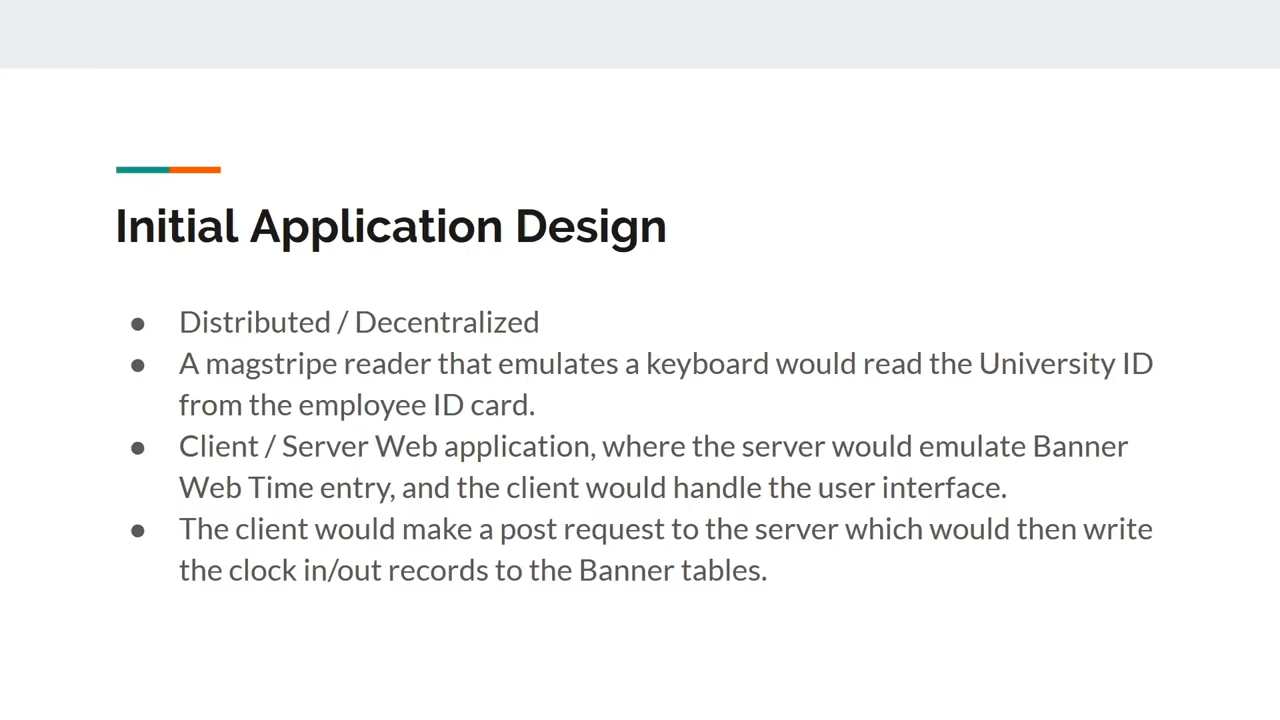 Initial Application Design
● Distributed / Decentralized
● A magstripe reader that emulates a keyboard would read the University ID
from the employee ID card.
● Client / Server Web application, where the server would emulate Banner
Web Time entry, and the client would handle the user interface.
● The client would make a post request to the server which would then write
the clock in/out records to the Banner tables.